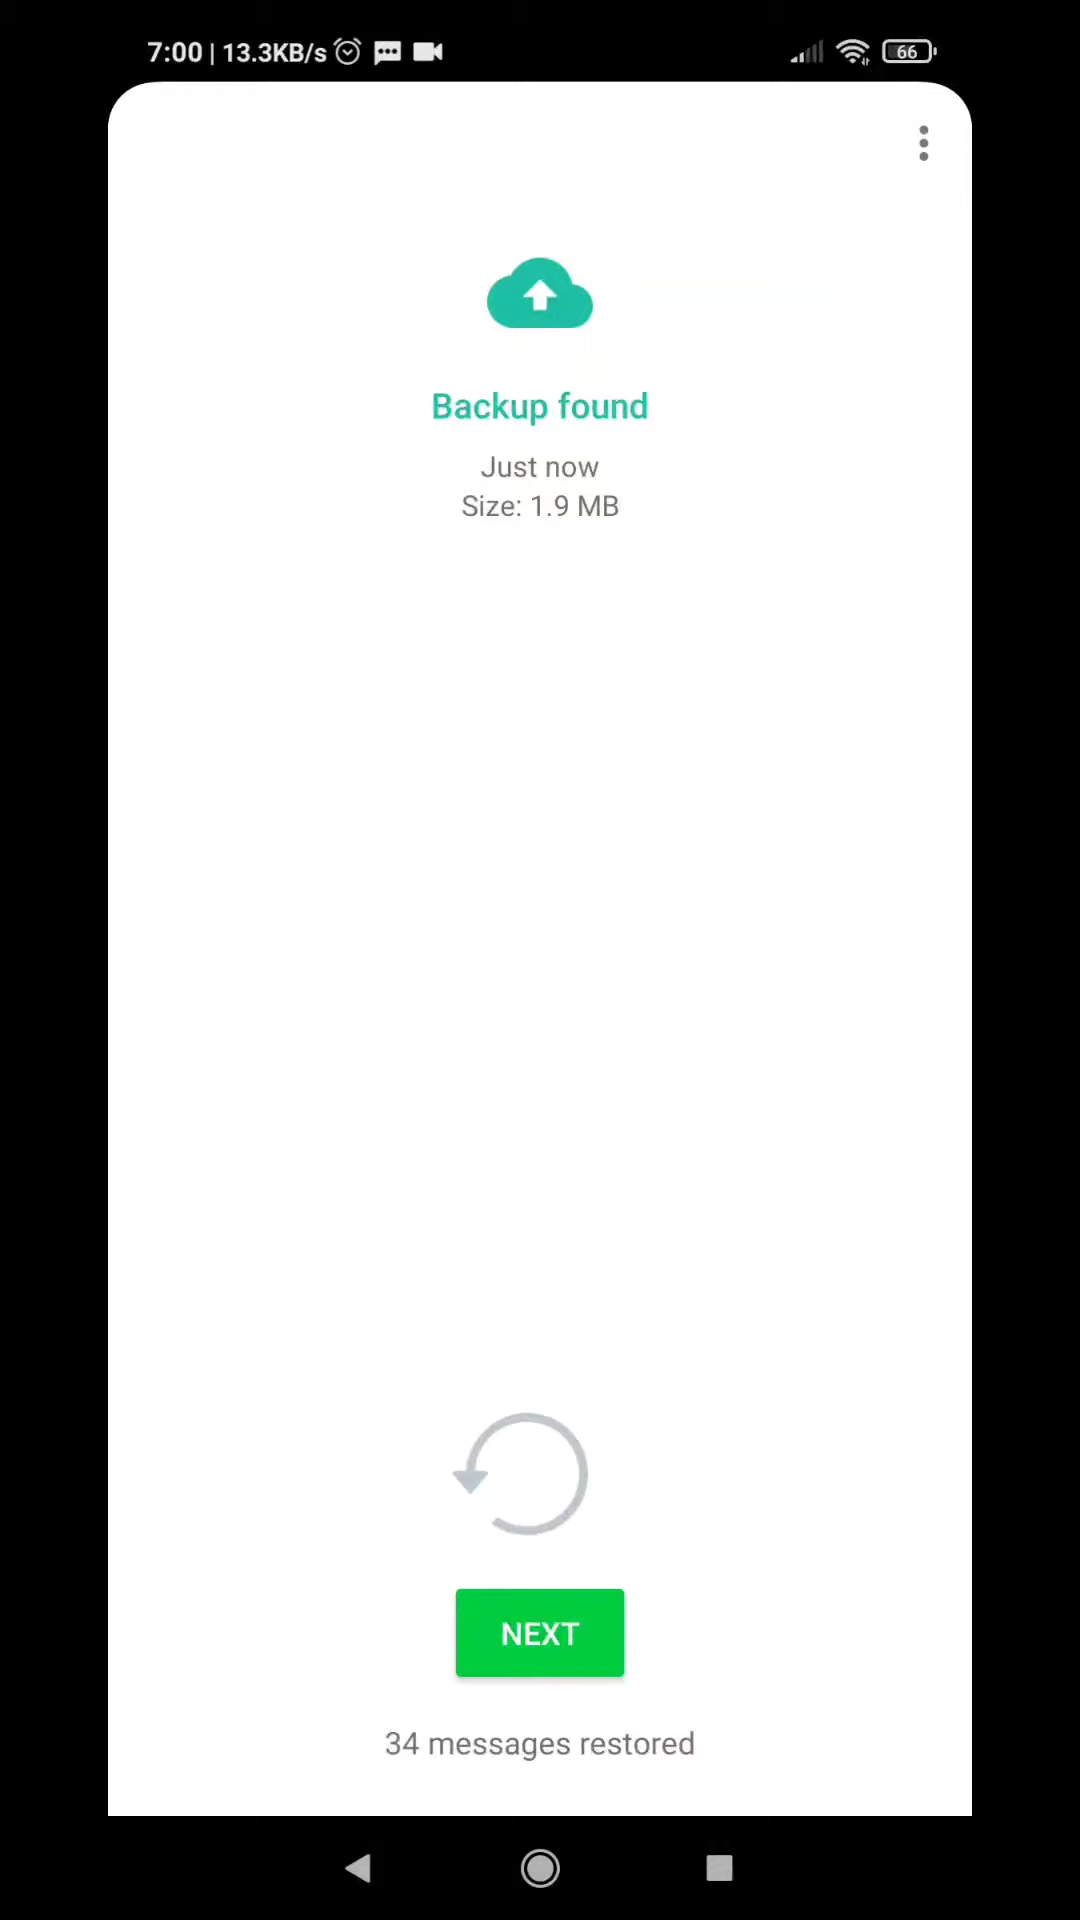 7:00 | 13.3KB/s
66
Backup found
Just now
Size: 1.9 MB
NEXT
34 messages restored